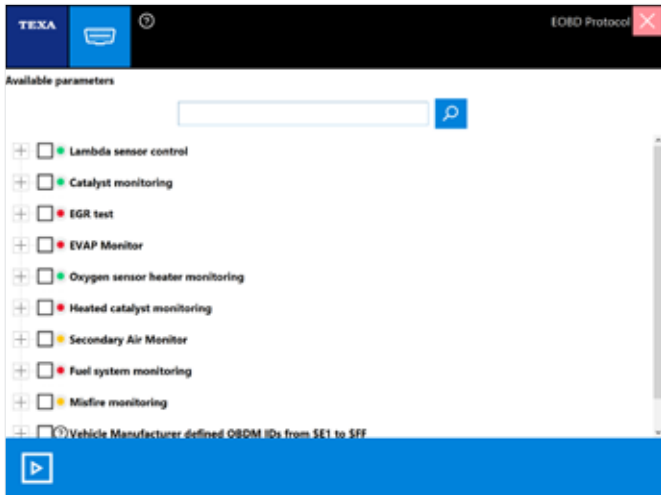 TEXA
EOBD Protocol
Available parameters
Lambda sensor control
Catalyst monitoring
EGR test
EVAP Monitor
Oxygen sensor heater monitoring
Heated catalyst monitoring
Secondary Air Monitor
Fuel system monitoring
Misfire monitoring
Vehicle Manufacturer defined OBDM IDs from $E1 to $FF